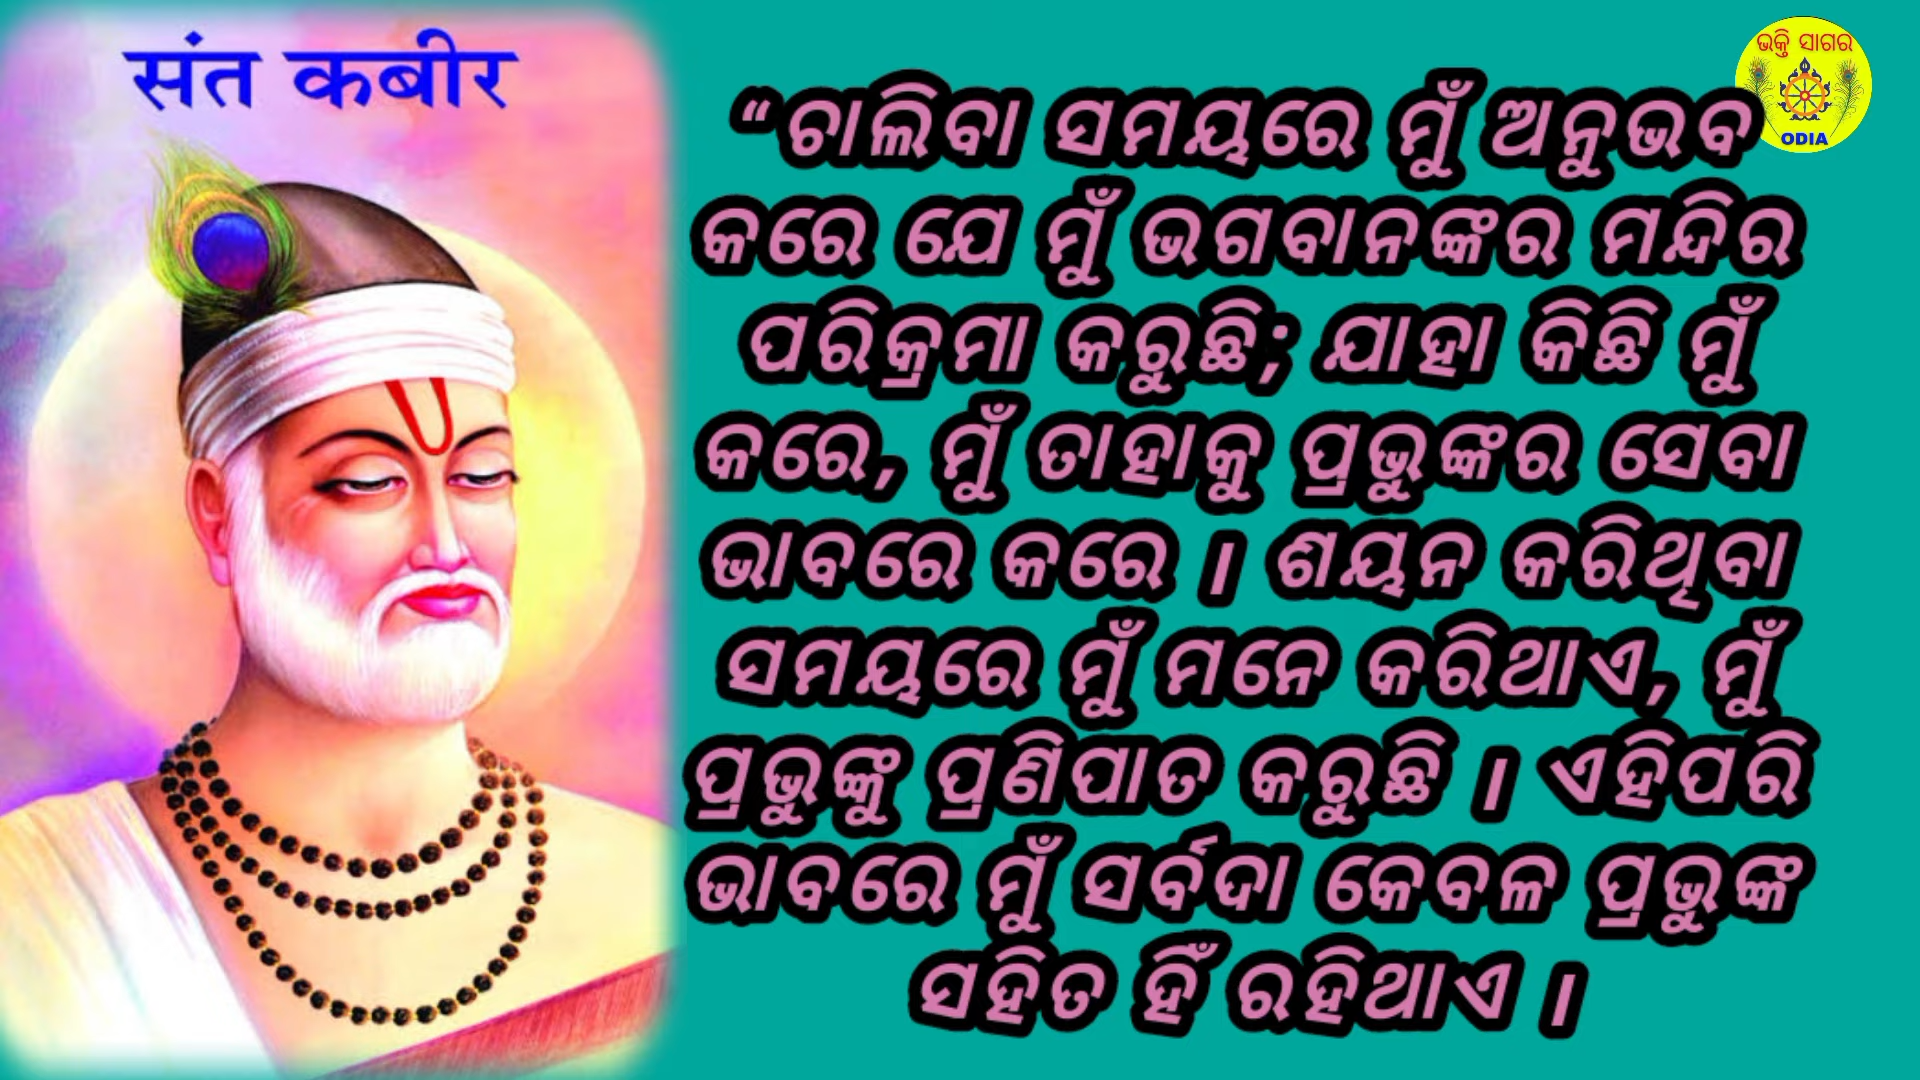 संत कबीर
ଭକ୍ତି ସାଗର
ODIA
“ଚାଲିବା ସମୟରେ ମୁଁ ଅନୁଭବ
କରେ ଯେ ମୁଁ ଭଗବାନଙ୍କର ମନ୍ଦିର
ପରିକ୍ରମା କରୁଛି; ଯାହା କିଛି ମୁଁ
କରେ, ମୁଁ ତାହାକୁ ପ୍ରଭୁଙ୍କର ସେବା
ଭାବରେ କରେ । ଶୟନ କରିଥିବା
ସମୟରେ ମୁଁ ମନେ କରିଥାଏ, ମୁଁ
ପ୍ରଭୁଙ୍କୁ ପ୍ରଣିପାତ କରୁଛି । ଏହିପରି
ଭାବରେ ମୁଁ ସର୍ବଦା କେବଳ ପ୍ରଭୁଙ୍କ
ସହିତ ହିଁ ରହିଥାଏ ।